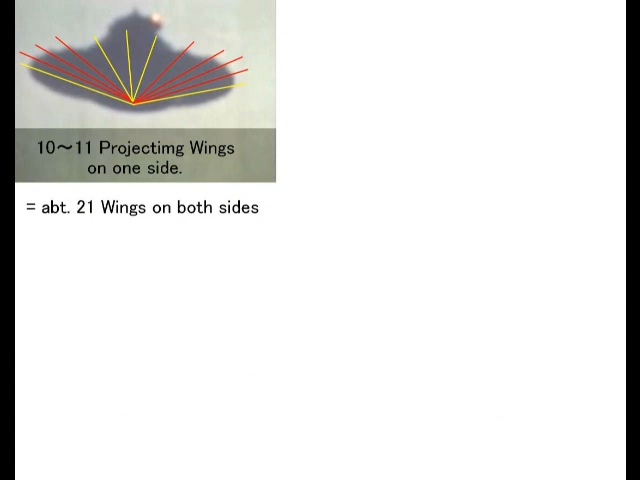 10～11 Projectimg Wings
on one side.
= abt. 21 Wings on both sides